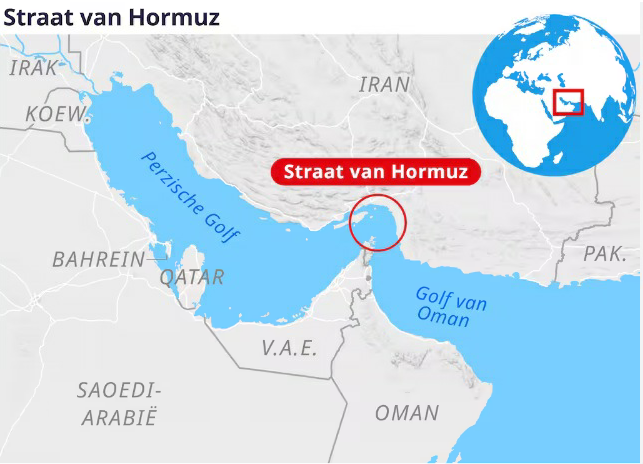 Straat van Hormuz
IRAK
IRAN
KOEW.
Straat van Hormuz
Perzische Golf
BAHREIN
QATAR
PAK.
Golf van
Oman
V.A.E.
SAOEDI-
ARABIË
OMAN